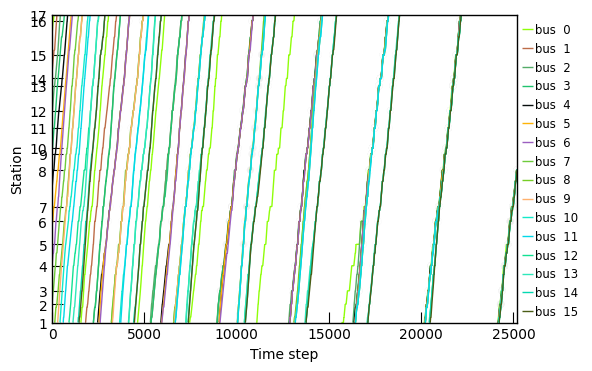 17
16
15
14
13
12
11
10
9
8
7
6
5
4
3
2
1
Station
0 5000 10000 15000 20000 25000
Time step
bus 0
bus 1
bus 2
bus 3
bus 4
bus 5
bus 6
bus 7
bus 8
bus 9
bus 10
bus 11
bus 12
bus 13
bus 14
bus 15